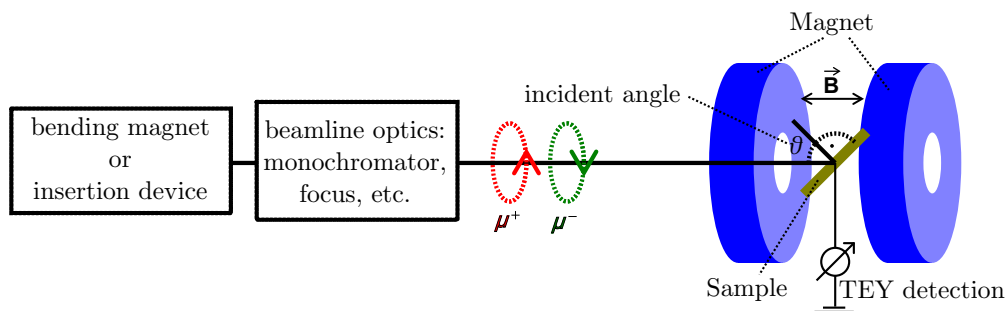 bending magnet
or
insertion device
beamline optics:
monochromator,
focus, etc.
μ⁺
μ⁻
incident angle
ϑ
Magnet
B⃗
Sample
TEY detection